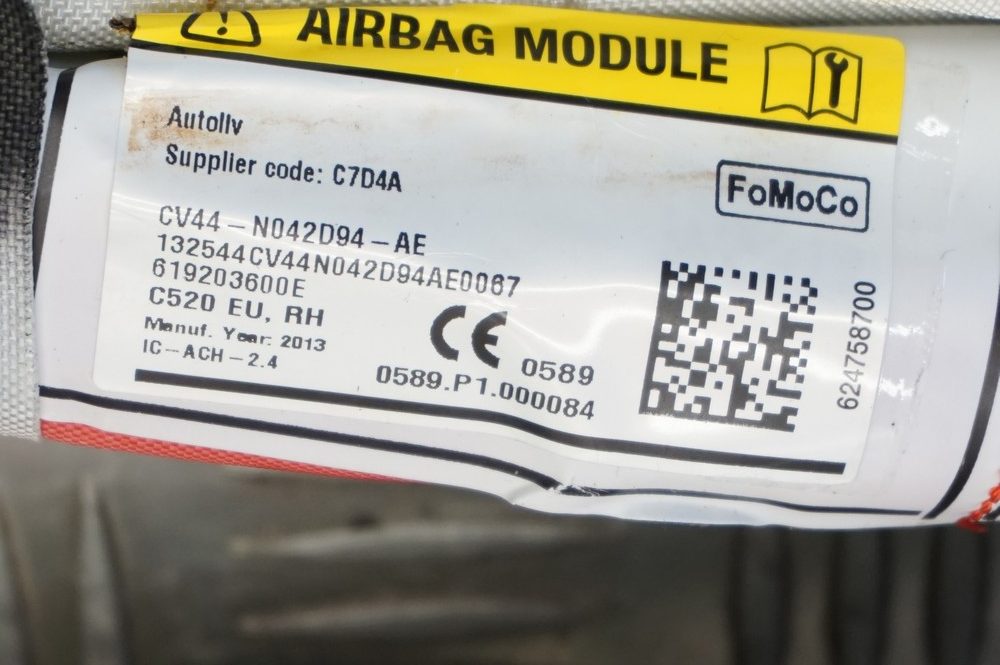 AIRBAG MODULE
Autoliv
Supplier code: C7D4A
FoMoCo
CV44-N042D94-AE
132544CV44N042D94AE0067
619203600E
C520 EU, RH
Manuf. Year: 2013
IC-ACH-2.4
CE 0589
0589.P1.000084
624758700